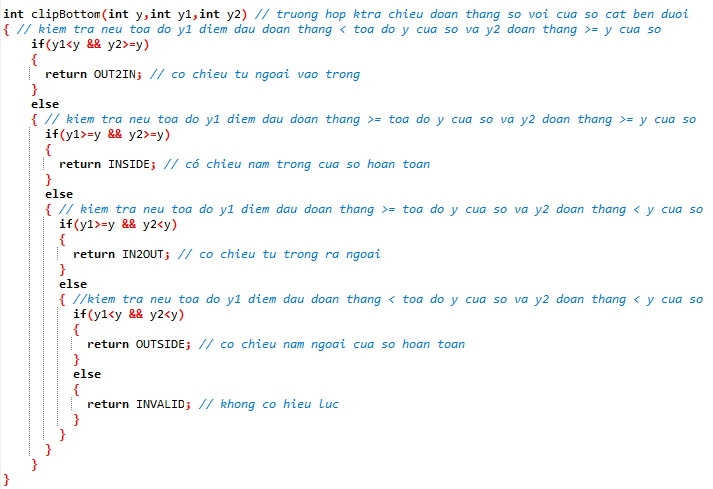 int clipBottom(int y,int y1,int y2) // truong hop ktra chieu doan thang so voi cua so cat ben duoi
{ // kiem tra neu toa do y1 diem dau doan thang < toa do y cua so va y2 doan thang >= y cua so
if(y1<y && y2>=y)
{
return OUT2IN; // co chieu tu ngoai vao trong
}
else
{ // kiem tra neu toa do y1 diem dau doan thang >= toa do y cua so va y2 doan thang >= y cua so
if(y1>=y && y2>=y)
{
return INSIDE; // có chieu nam trong cua so hoan toan
}
else
{ // kiem tra neu toa do y1 diem dau doan thang >= toa do y cua so va y2 doan thang < y cua so
if(y1>=y && y2<y)
{
return IN2OUT; // co chieu tu trong ra ngoai
}
else
{ //kiem tra neu toa do y1 diem dau doan thang < toa do y cua so va y2 doan thang < y cua so
if(y1<y && y2<y)
{
return OUTSIDE; // co chieu nam ngoai cua so hoan toan
}
else
{
return INVALID; // khong co hieu luc
}
}
}
}
}